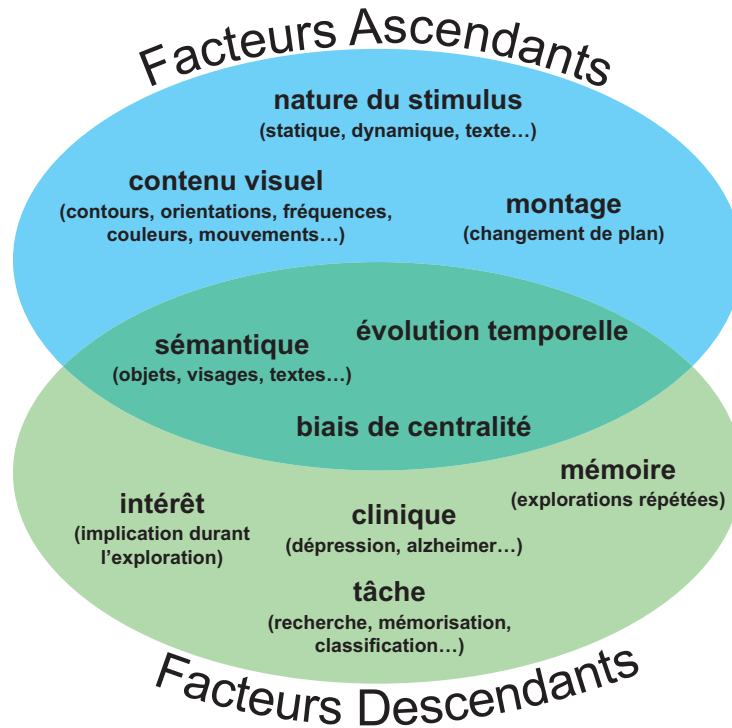 Facteurs Ascendants
nature du stimulus
(statique, dynamique, texte…)
contenu visuel
(contours, orientations, fréquences,
couleurs, mouvements…)
montage
(changement de plan)
évolution temporelle
sémantique
(objets, visages, textes…)
biais de centralité
mémoire
(explorations répétées)
intérêt
(implication durant
l'exploration)
clinique
(dépression, alzheimer…)
tâche
(recherche, mémorisation,
classification…)
Facteurs Descendants